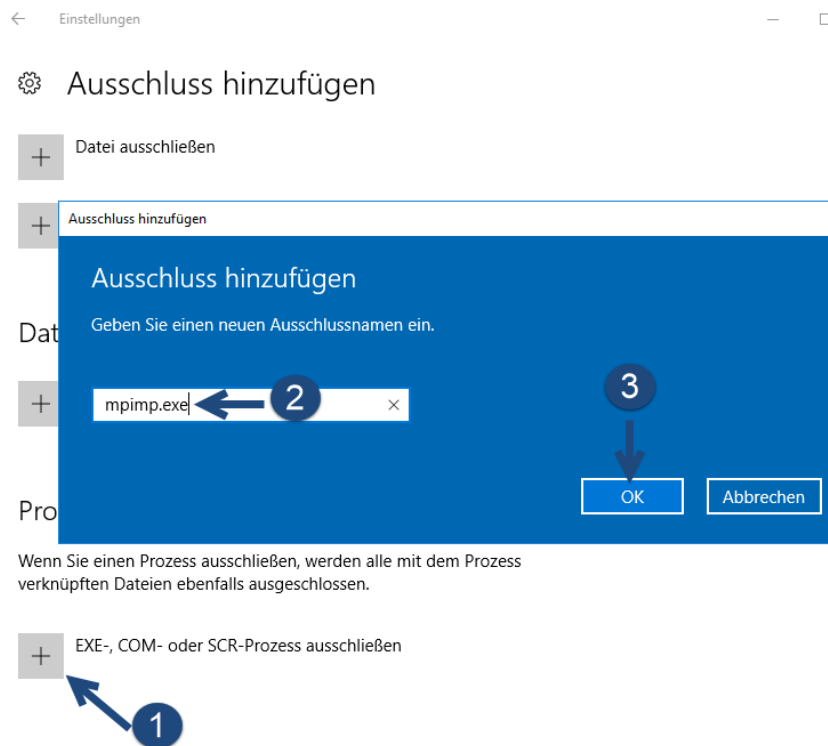 Einstellungen
Ausschluss hinzufügen
Datei ausschließen
Ausschluss hinzufügen
Ausschluss hinzufügen
Geben Sie einen neuen Ausschlussnamen ein.
Dat
mpimp.exe
2
3
OK
Abbrechen
Pro
Wenn Sie einen Prozess ausschließen, werden alle mit dem Prozess
verknüpften Dateien ebenfalls ausgeschlossen.
EXE-, COM- oder SCR-Prozess ausschließen
1